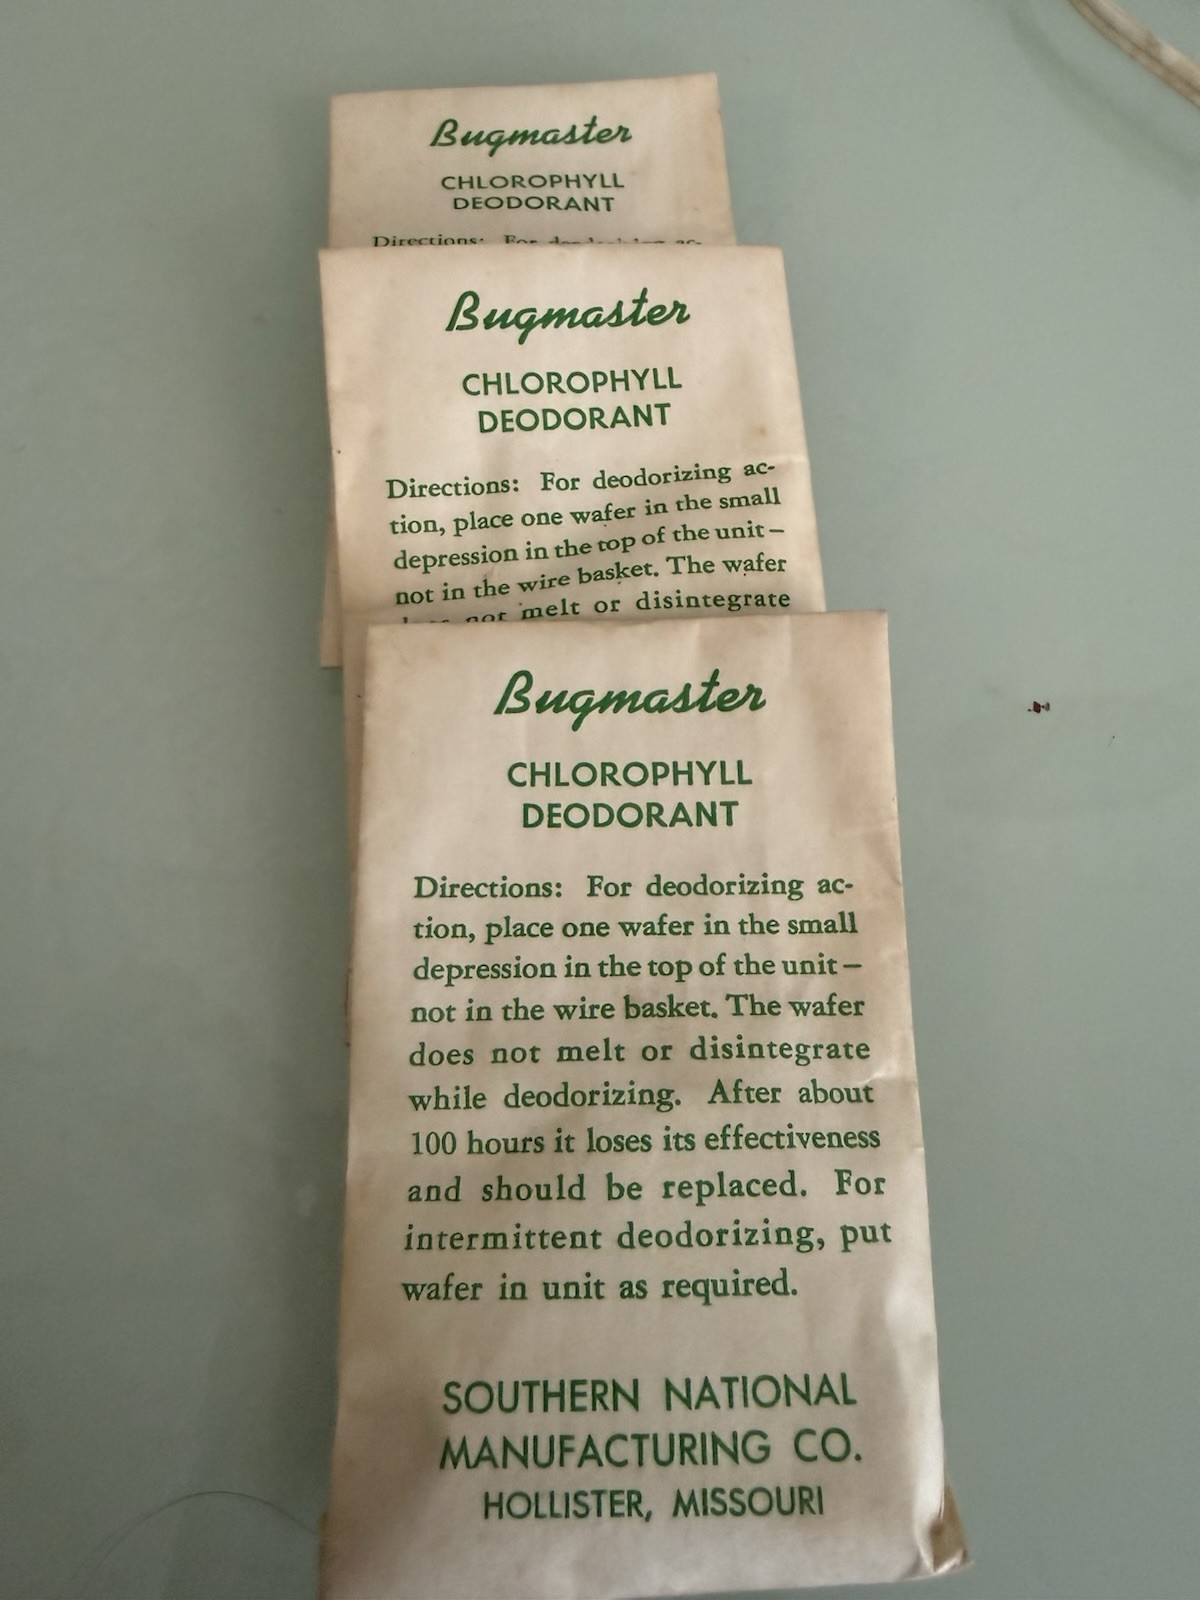 Bugmaster
CHLOROPHYLL
DEODORANT
Directions: For deodorizing ac-
Bugmaster
CHLOROPHYLL
DEODORANT
Directions: For deodorizing ac-
tion, place one wafer in the small
depression in the top of the unit—
not in the wire basket. The wafer
does not melt or disintegrate
Bugmaster
CHLOROPHYLL
DEODORANT
Directions: For deodorizing ac-
tion, place one wafer in the small
depression in the top of the unit—
not in the wire basket. The wafer
does not melt or disintegrate
while deodorizing. After about
100 hours it loses its effectiveness
and should be replaced. For
intermittent deodorizing, put
wafer in unit as required.
SOUTHERN NATIONAL
MANUFACTURING CO.
HOLLISTER, MISSOURI